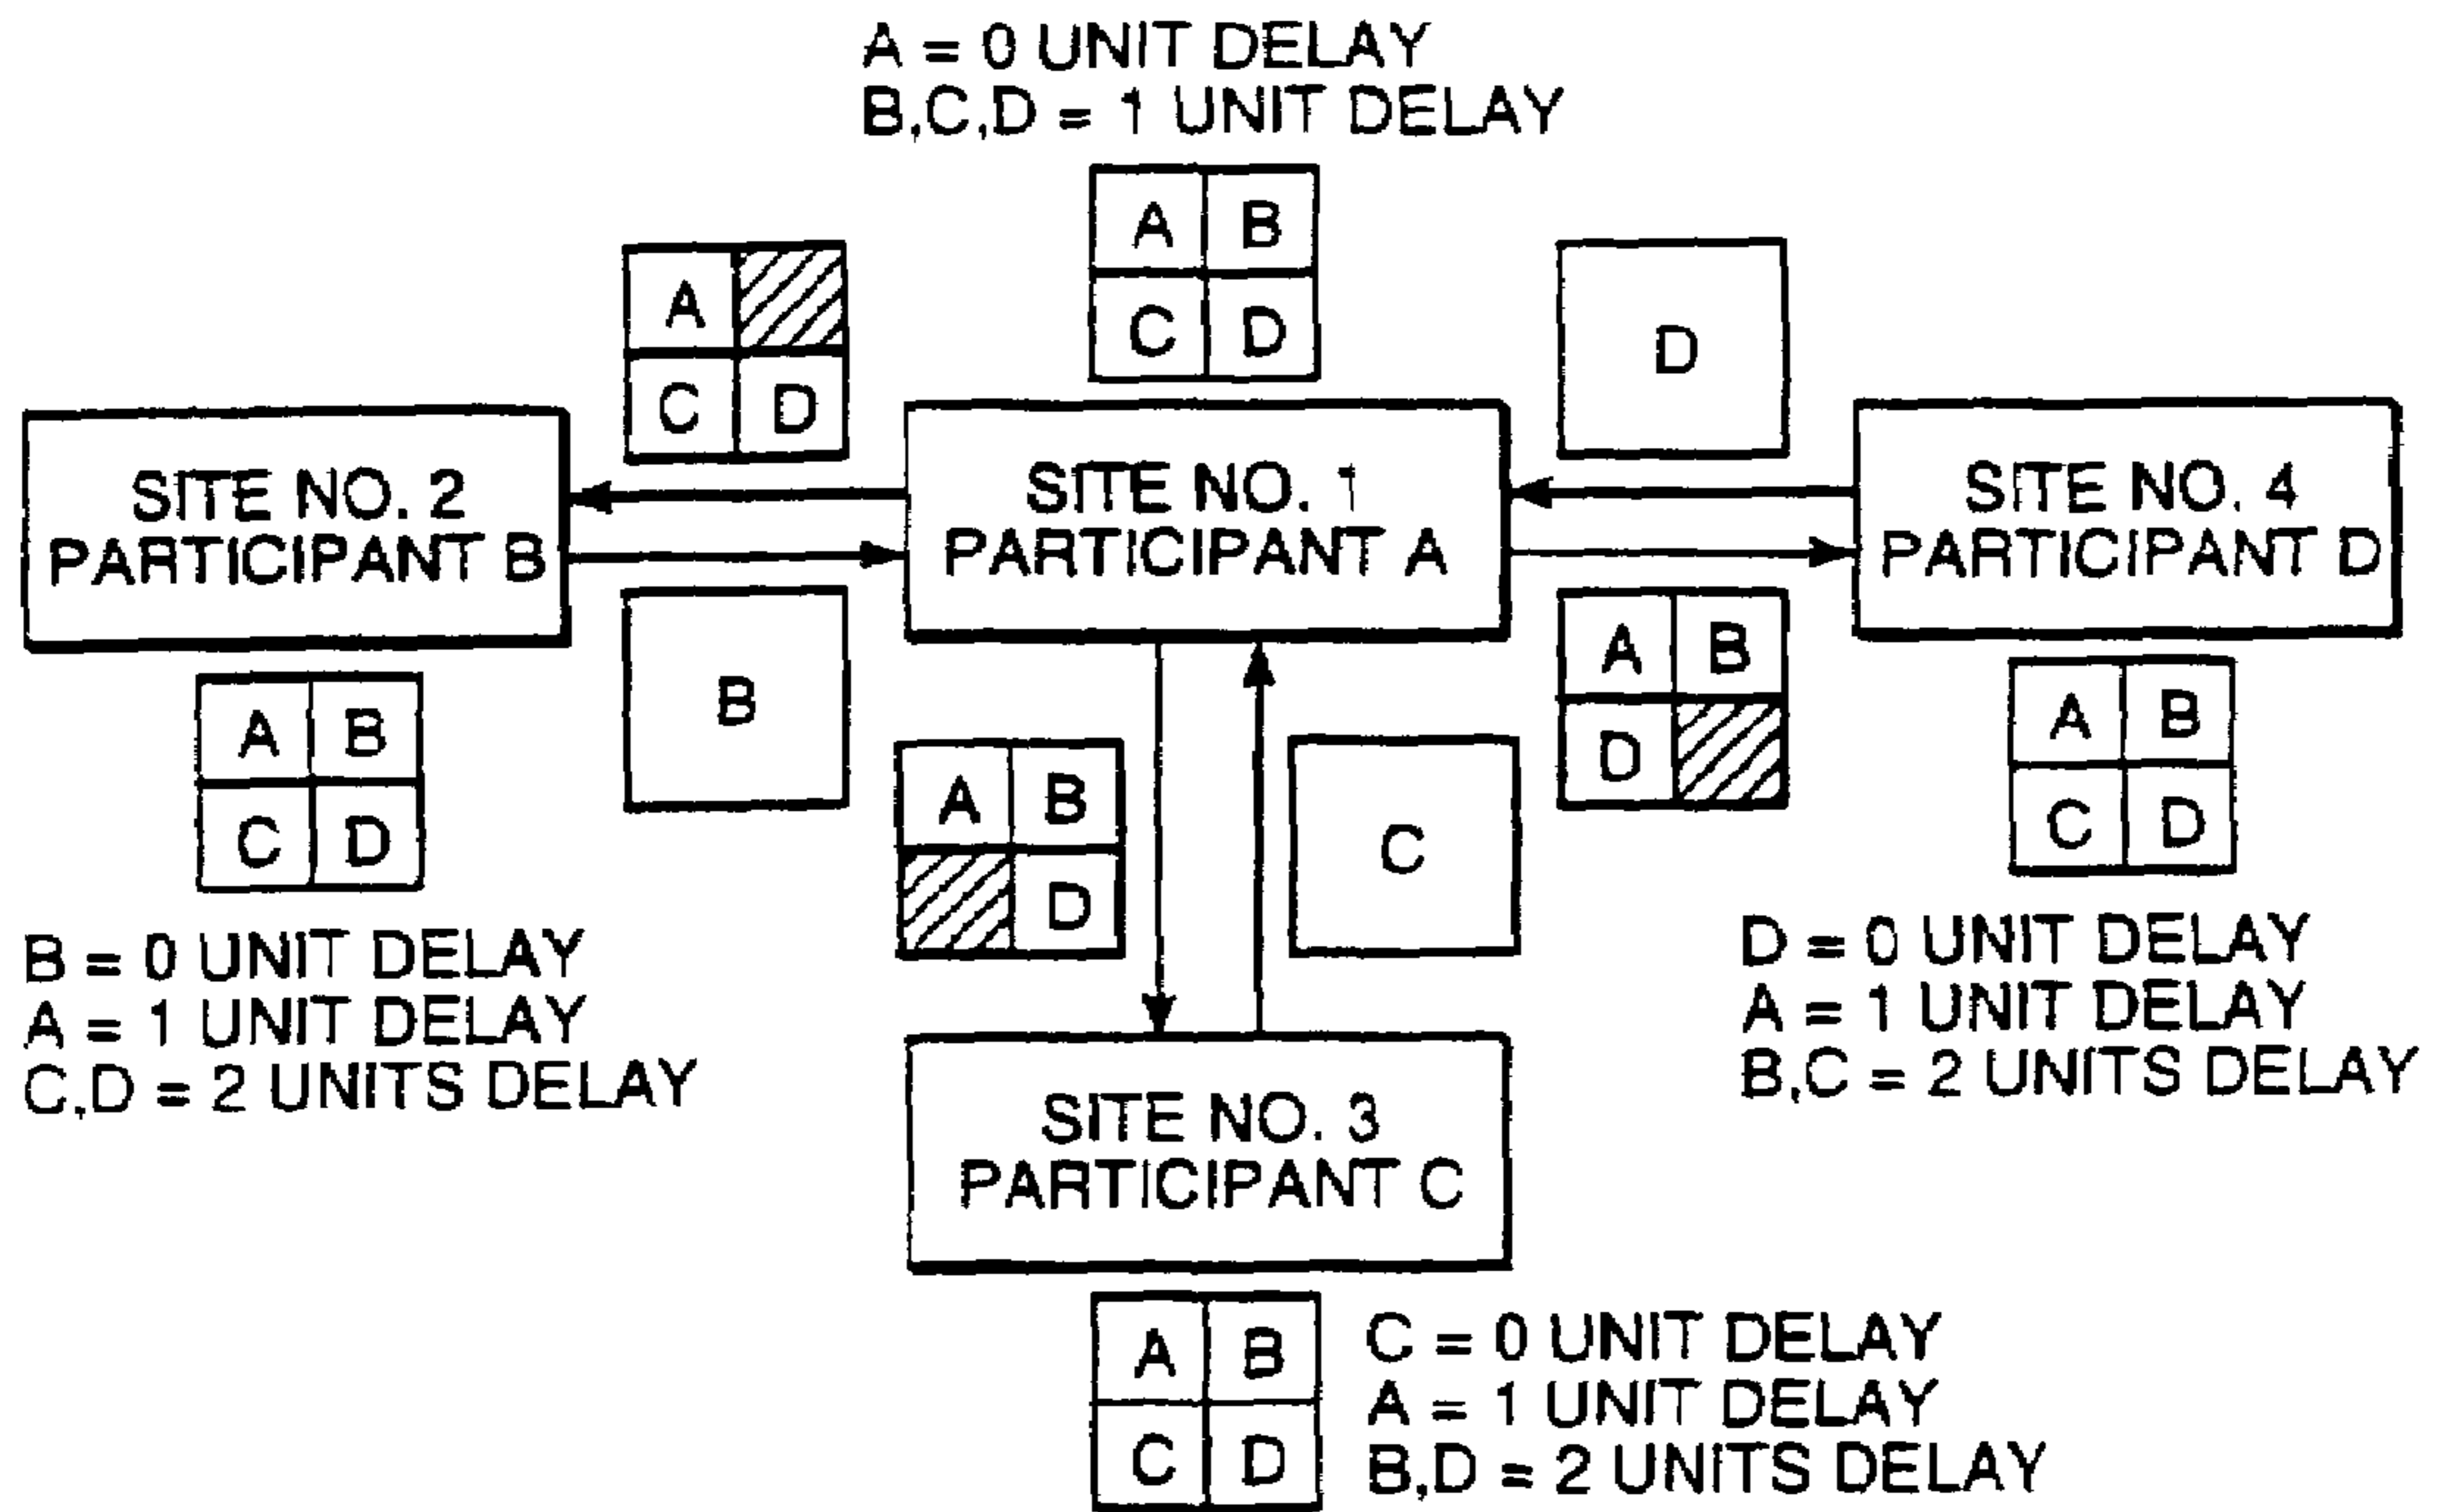 A = 0 UNIT DELAY
B,C,D = 1 UNIT DELAY
A B
C D
A
C D
D
SITE NO. 2
PARTICIPANT B
SITE NO. 1
PARTICIPANT A
SITE NO. 4
PARTICIPANT D
A B
C D
B
A B
D
C
A B
D
A B
C D
B = 0 UNIT DELAY
A = 1 UNIT DELAY
C,D = 2 UNITS DELAY
D = 0 UNIT DELAY
A = 1 UNIT DELAY
B,C = 2 UNITS DELAY
SITE NO. 3
PARTICIPANT C
A B
C D
C = 0 UNIT DELAY
A = 1 UNIT DELAY
B,D = 2 UNITS DELAY